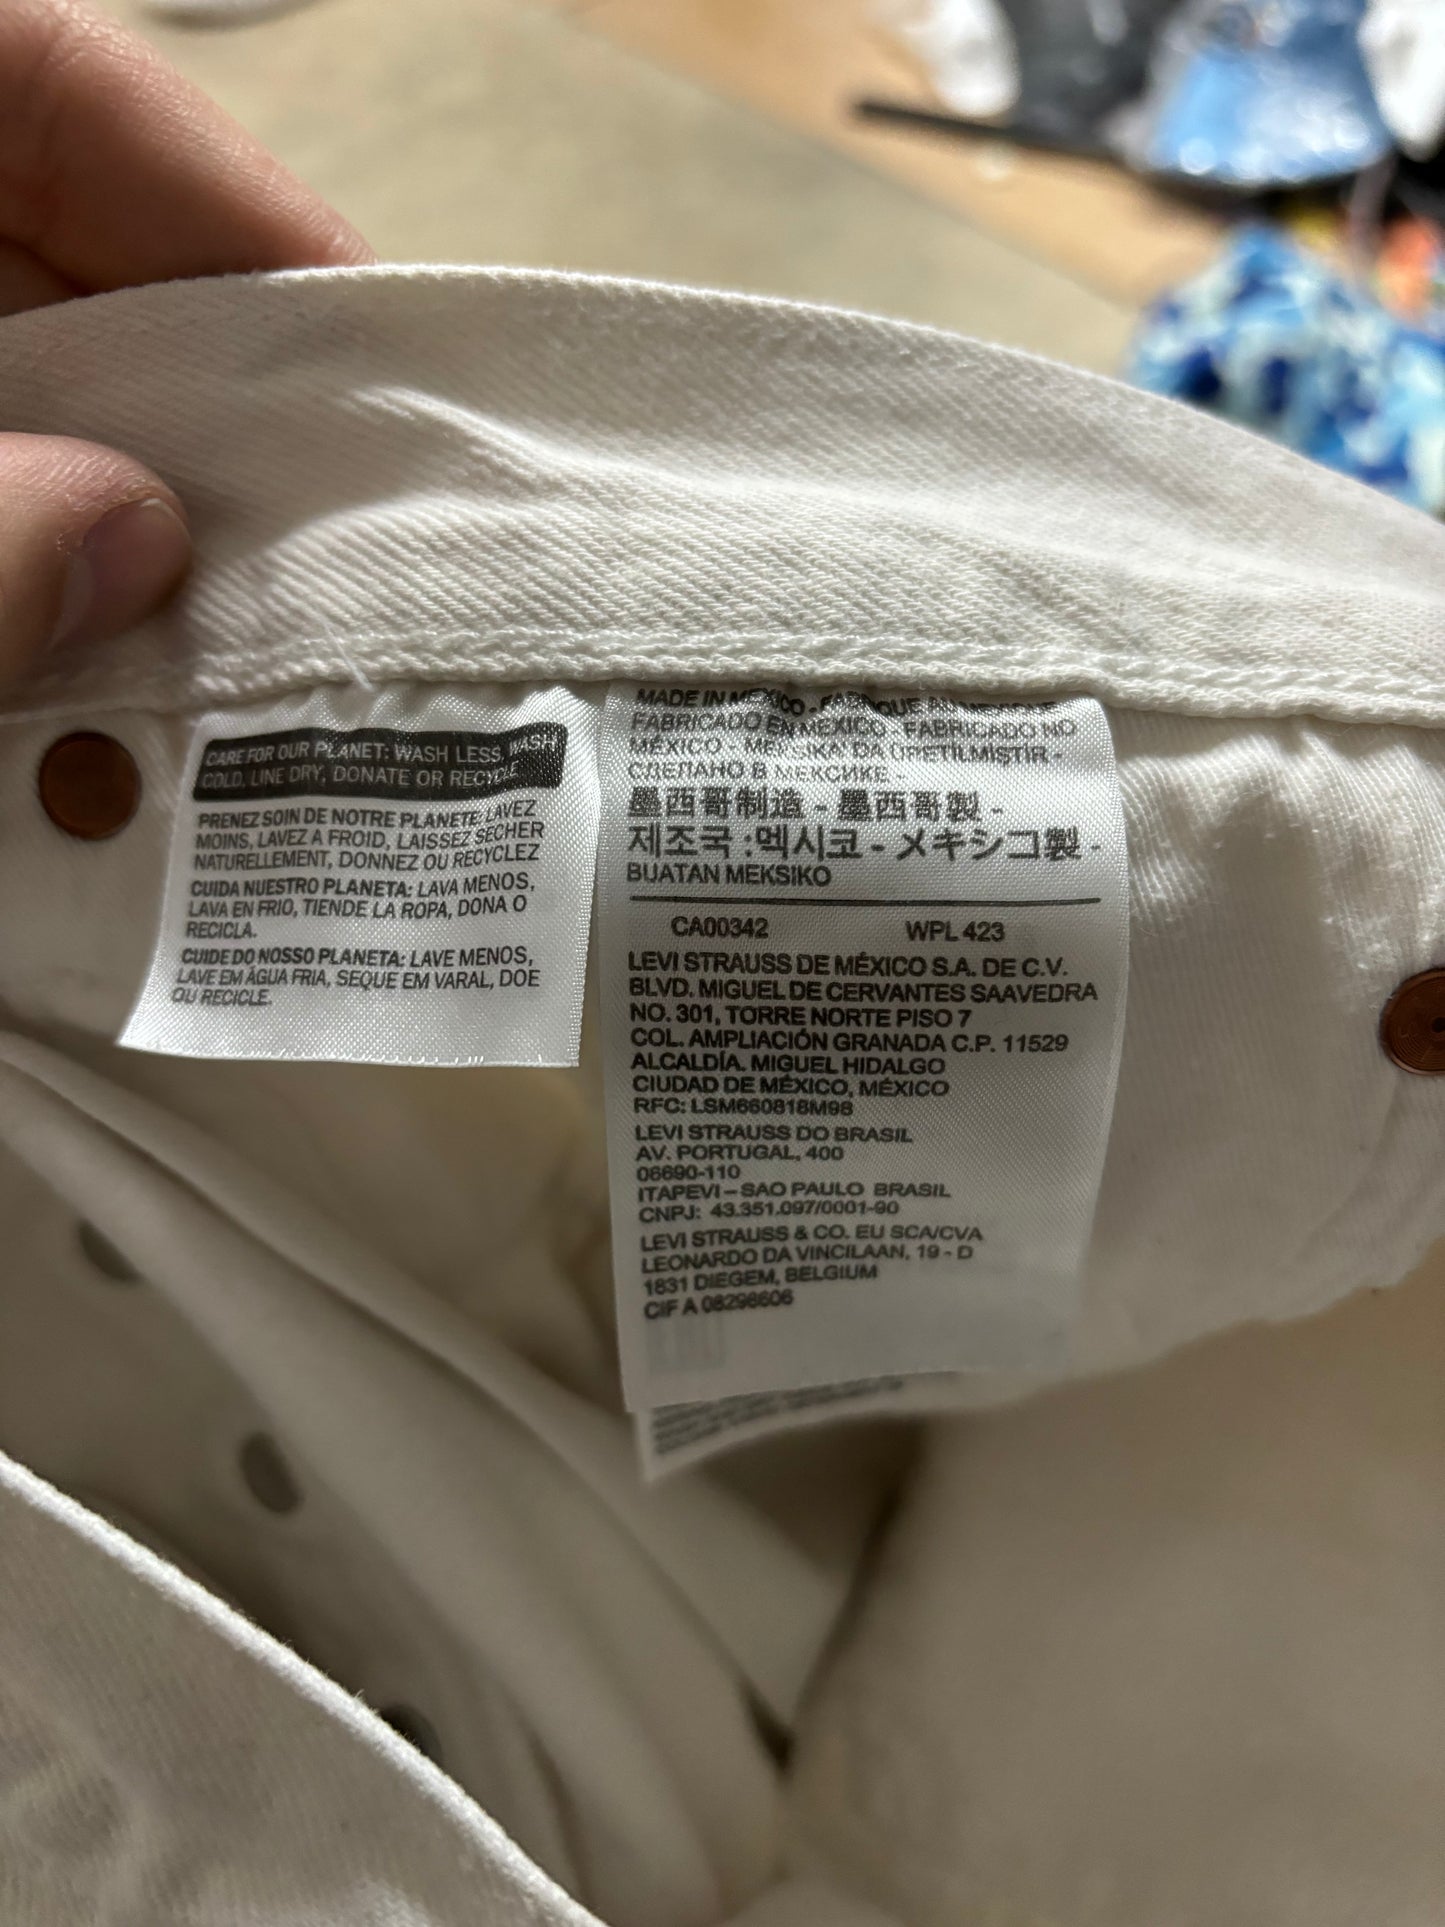 CARE FOR OUR PLANET: WASH LESS, WASH
COLD, LINE DRY, DONATE OR RECYCLE
PRENEZ SOIN DE NOTRE PLANETE: LAVEZ
MOINS, LAVEZ A FROID, LAISSEZ SÉCHER
NATURELLEMENT, DONNEZ OU RECYCLEZ
CUIDA NUESTRO PLANETA: LAVA MENOS,
LAVA EN FRIO, TIENDE LA ROPA, DONA O
RECICLA.
CUIDE DO NOSSO PLANETA: LAVE MENOS,
LAVE EM ÁGUA FRIA, SEQUE EM VARAL, DOE
OU RECICLE.
MADE IN MEXICO - FABRIQUE AU MEXIQUE
FABRICADO EN MÉXICO - FABRICADO NO
MÉXICO - MEKSIKA' DA ÜRETILMISTIR -
СДЕЛАНО В МЕКСИКЕ -
墨西哥制造 - 墨西哥製 -
제조국 :멕시코 - メキシコ製 -
BUATAN MEKSIKO
CA00342 WPL 423
LEVI STRAUSS DE MÉXICO S.A. DE C.V.
BLVD. MIGUEL DE CERVANTES SAAVEDRA
NO. 301, TORRE NORTE PISO 7
COL. AMPLIACIÓN GRANADA C.P. 11529
ALCALDÍA. MIGUEL HIDALGO
CIUDAD DE MÉXICO, MÉXICO
RFC: LSM660818M98
LEVI STRAUSS DO BRASIL
AV. PORTUGAL, 400
06690-110
ITAPEVI – SAO PAULO BRASIL
CNPJ: 43.351.097/0001-90
LEVI STRAUSS & CO. EU SCA/CVA
LEONARDO DA VINCILAAN, 19 - D
1831 DIEGEM, BELGIUM
CIF A 08298606